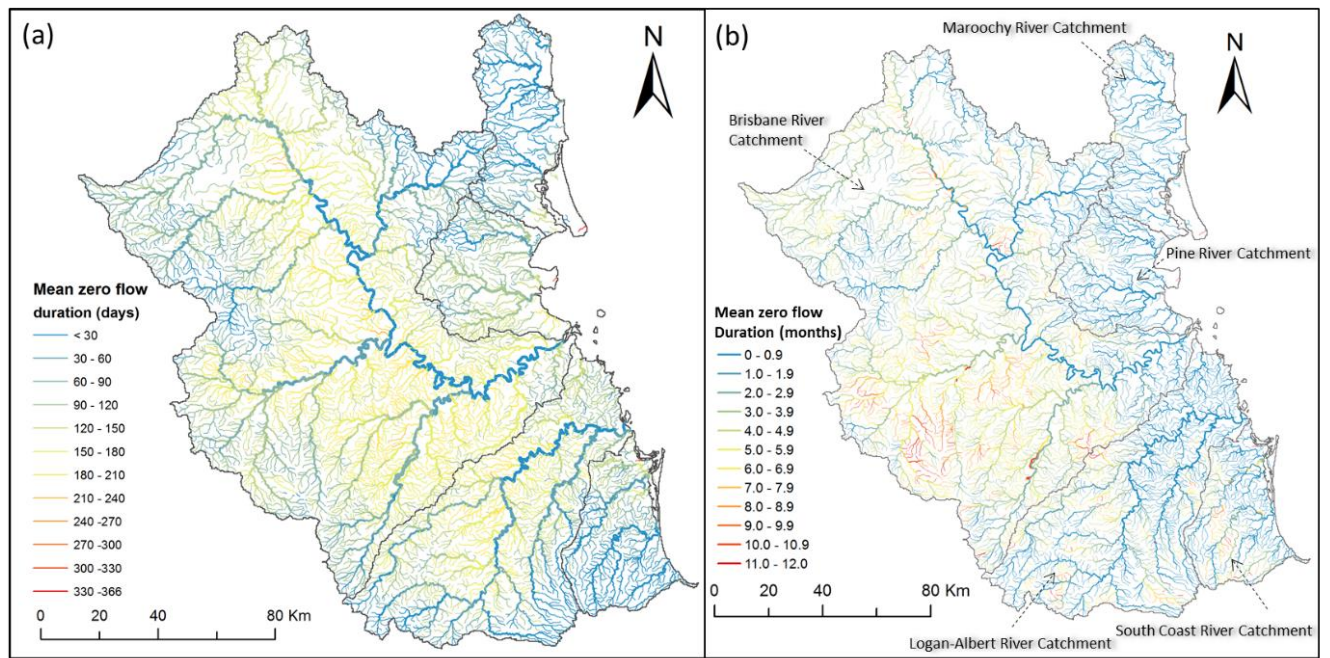 (a)
N
Mean zero flow
duration (days)
< 30
30 - 60
60 - 90
90 - 120
120 - 150
150 - 180
180 - 210
210 - 240
240 -270
270 -300
300 -330
330 -366
0 20 40 80 Km
(b)
Maroochy River Catchment
N
Brisbane River
Catchment
Pine River Catchment
Mean zero flow
Duration (months)
0 - 0.9
1.0 - 1.9
2.0 - 2.9
3.0 - 3.9
4.0 - 4.9
5.0 - 5.9
6.0 - 6.9
7.0 - 7.9
8.0 - 8.9
9.0 - 9.9
10.0 - 10.9
11.0 - 12.0
0 20 40 80 Km
South Coast River Catchment
Logan-Albert River Catchment